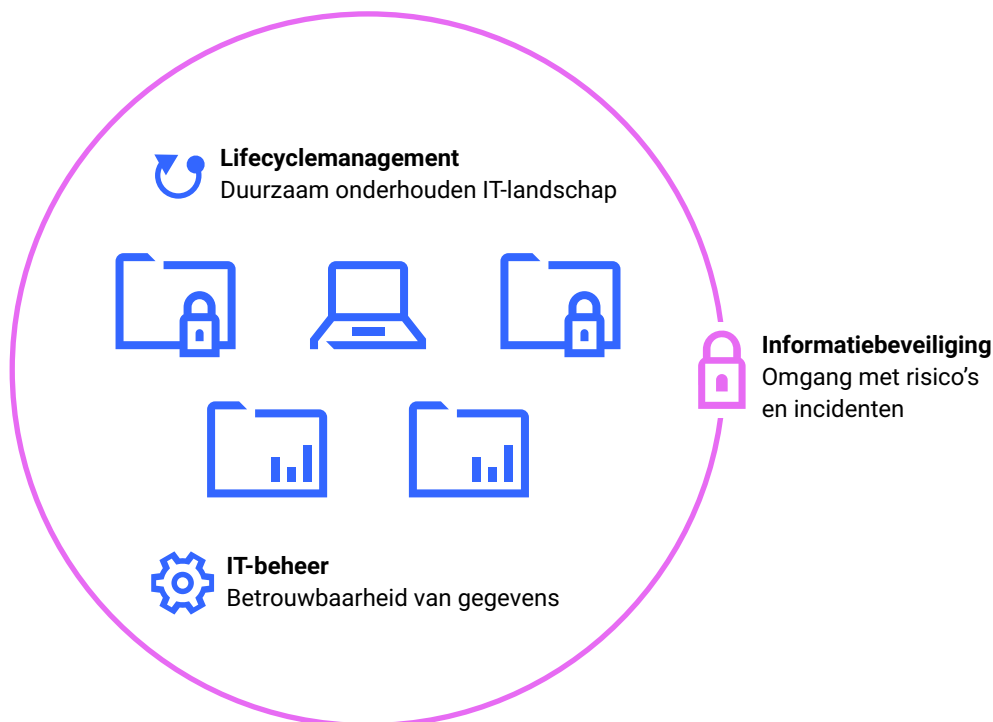 Lifecyclemanagement
Duurzaam onderhouden IT-landschap
Informatiebeveiliging
Omgang met risico’s
en incidenten
IT-beheer
Betrouwbaarheid van gegevens